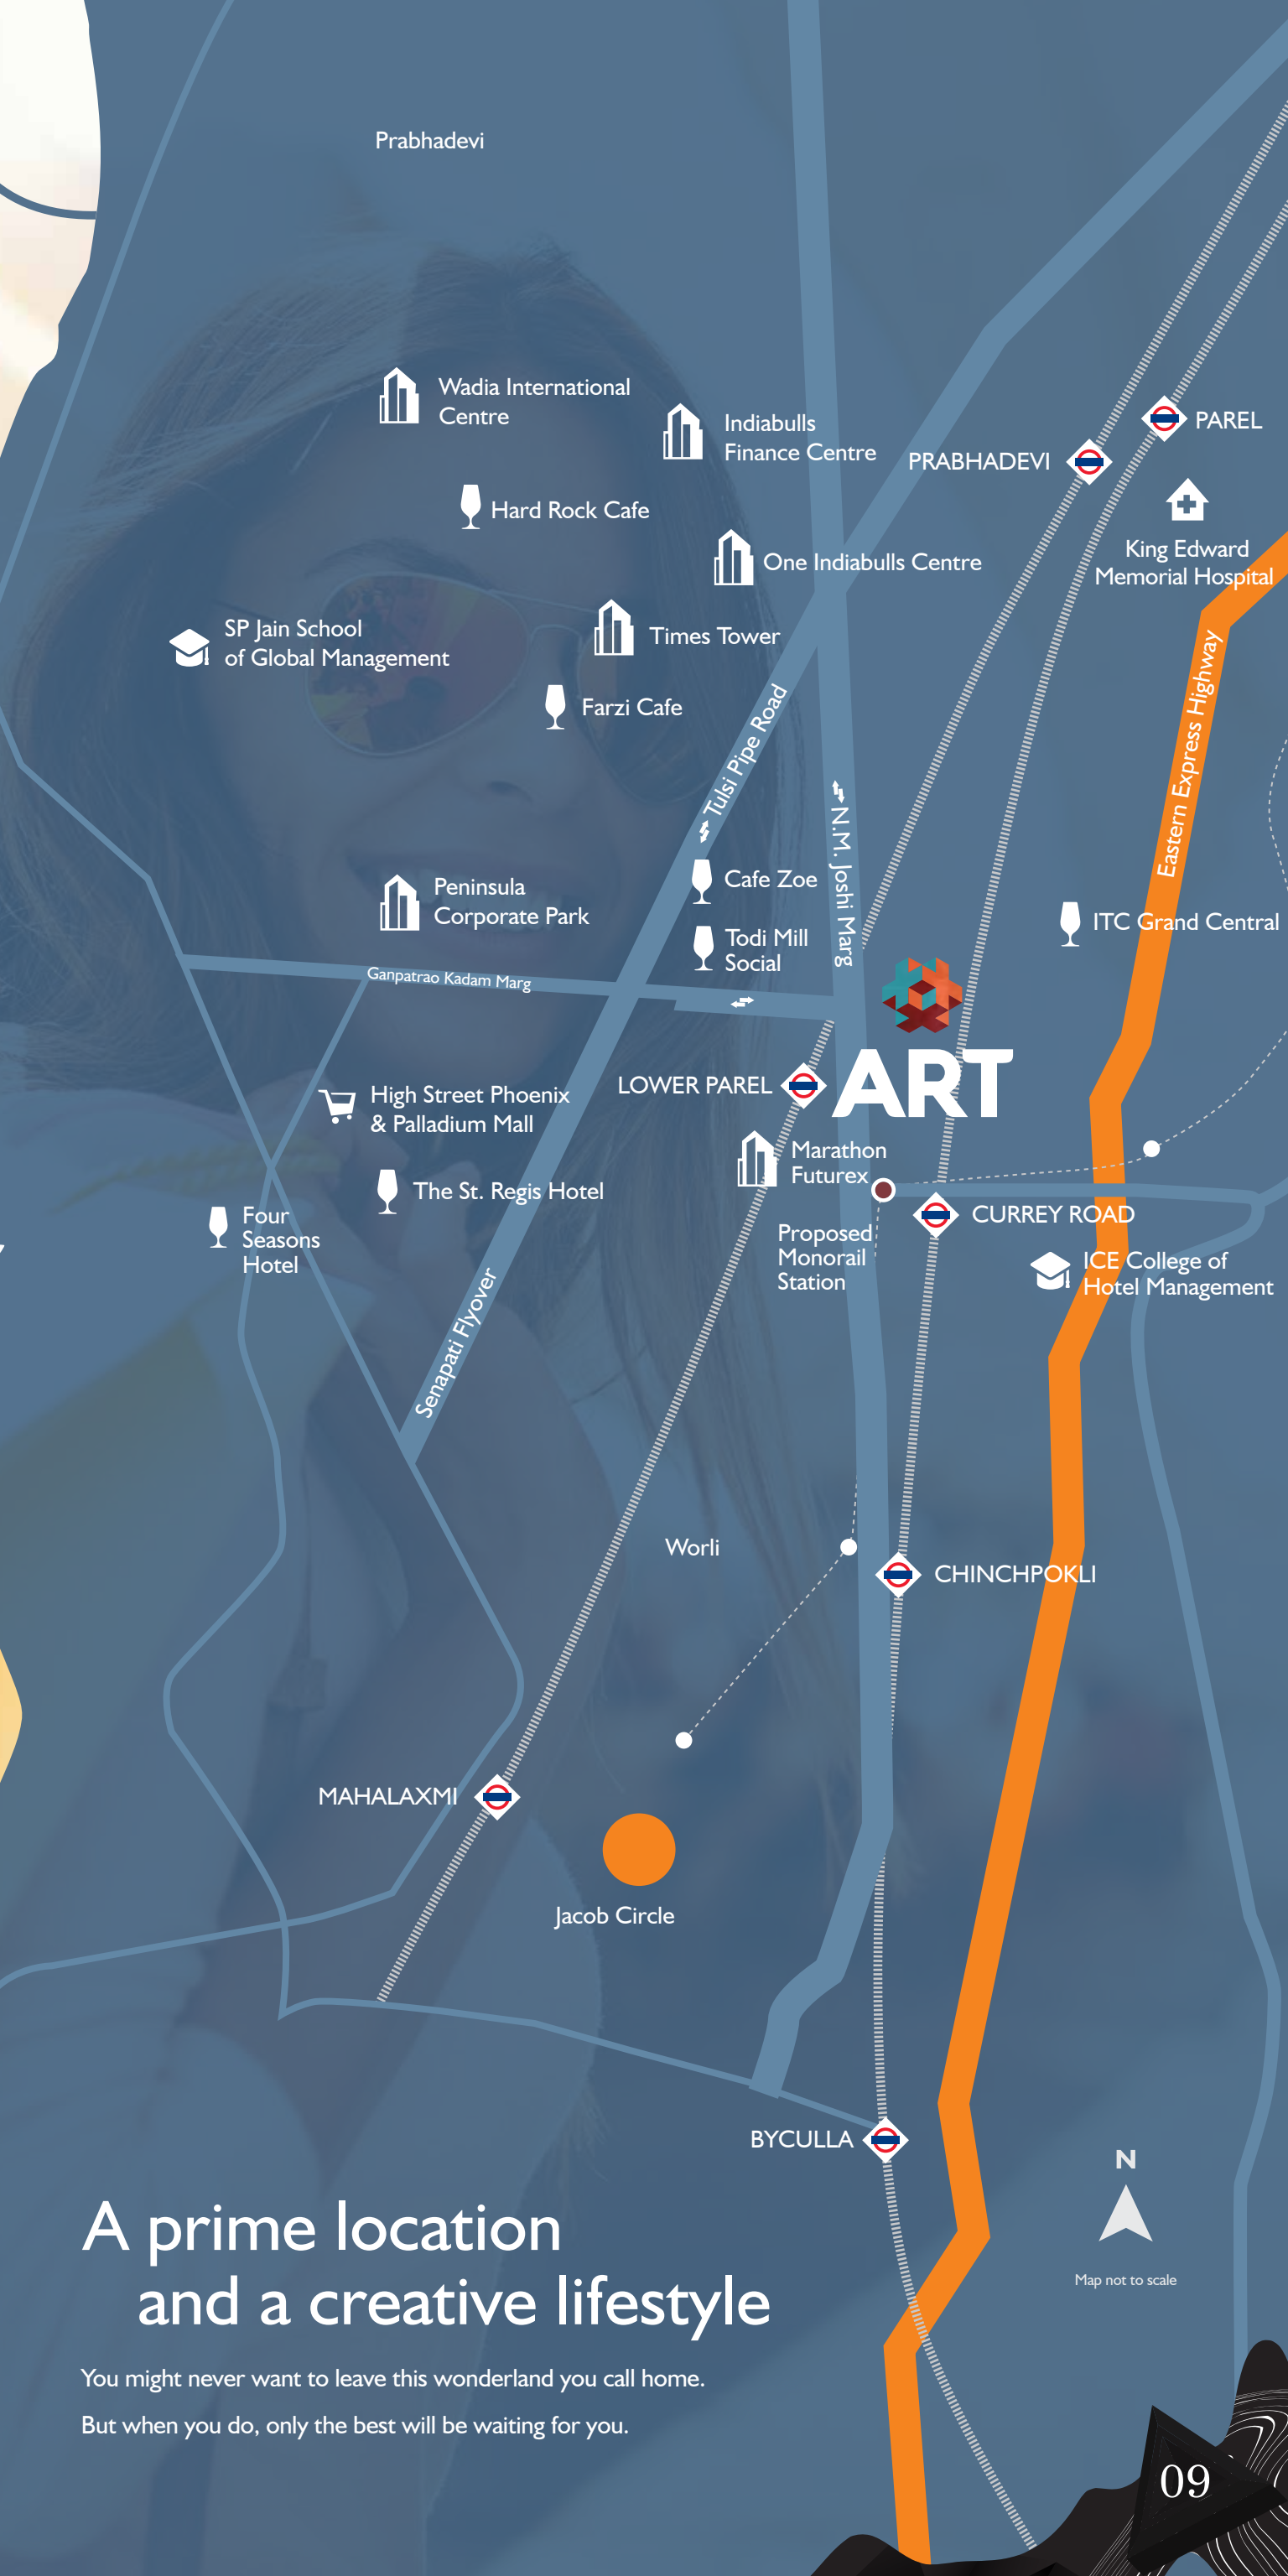 Prabhadevi
Wadia International
Centre
Indiabulls
Finance Centre
PAREL
PRABHADEVI
Hard Rock Cafe
King Edward
Memorial Hospital
One Indiabulls Centre
SP Jain School
of Global Management
Times Tower
Farzi Cafe
Tulsi Pipe Road
N.M. Joshi Marg
Eastern Express Highway
Cafe Zoe
Peninsula
Corporate Park
Todi Mill
Social
ITC Grand Central
Ganpatrao Kadam Marg
ART
LOWER PAREL
High Street Phoenix
& Palladium Mall
Marathon
Futurex
The St. Regis Hotel
Four
Seasons
Hotel
CURREY ROAD
Proposed
Monorail
Station
ICE College of
Hotel Management
Senapati Flyover
Worli
CHINCHPOKLI
MAHALAXMI
Jacob Circle
BYCULLA
N
Map not to scale
A prime location
and a creative lifestyle
You might never want to leave this wonderland you call home.
But when you do, only the best will be waiting for you.
09